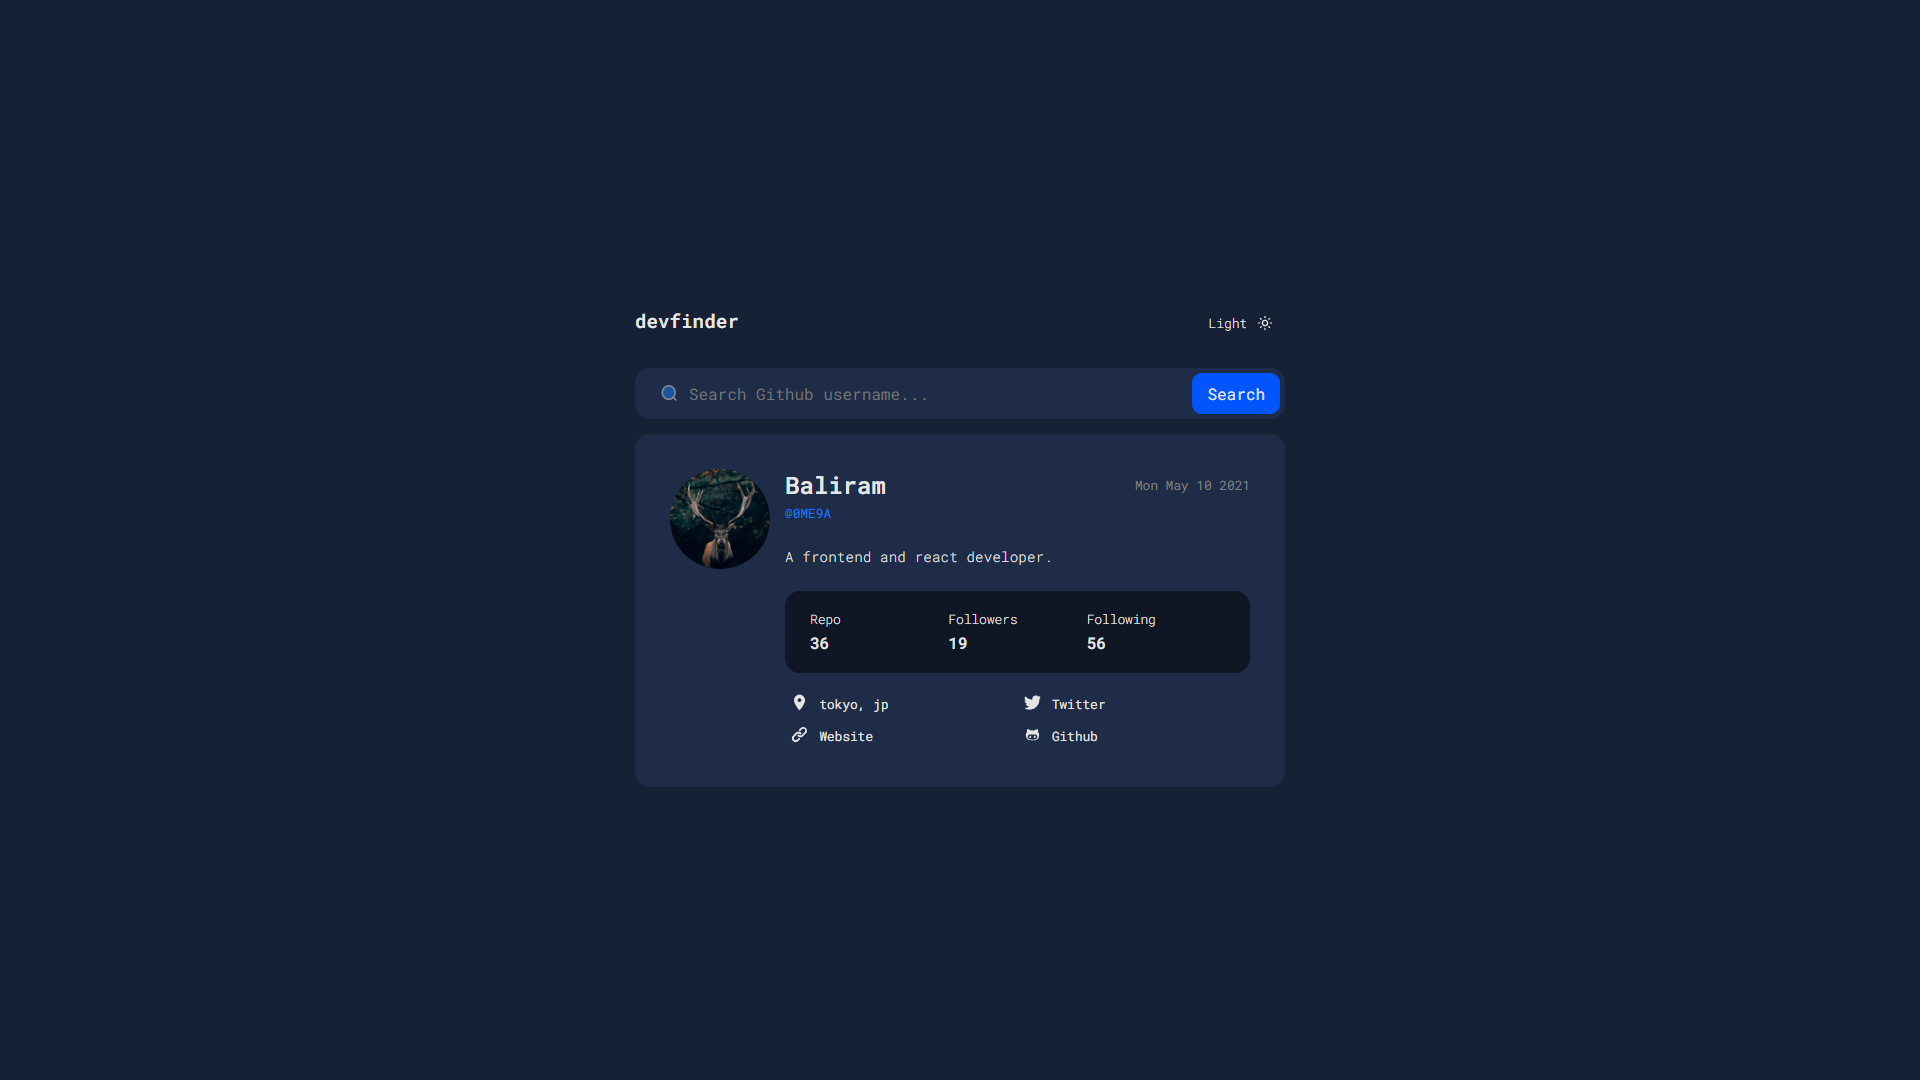 devfinder
Light
Search Github username...
Search
Baliram
Mon May 10 2021
@0ME9A
A frontend and react developer.
Repo
Followers
Following
36
19
56
tokyo, jp
Twitter
Website
Github